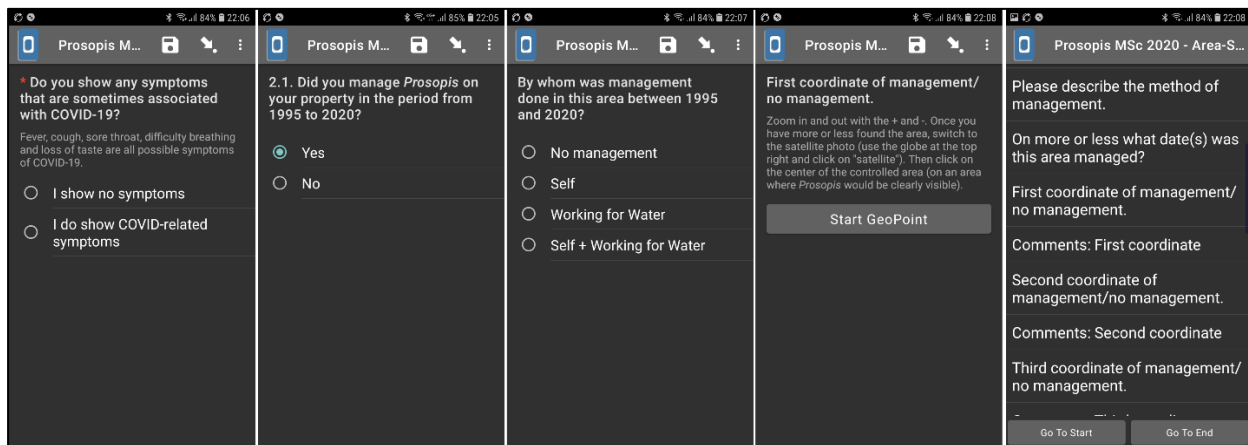 84% 22:06
Prosopis M...
* Do you show any symptoms
that are sometimes associated
with COVID-19?
Fever, cough, sore throat, difficulty breathing
and loss of taste are all possible symptoms
of COVID-19.
I show no symptoms
I do show COVID-related
symptoms
85% 22:05
Prosopis M...
2.1. Did you manage Prosopis on
your property in the period from
1995 to 2020?
Yes
No
84% 22:07
Prosopis M...
By whom was management
done in this area between 1995
and 2020?
No management
Self
Working for Water
Self + Working for Water
84% 22:08
Prosopis M...
First coordinate of management/
no management.
Zoom in and out with the + and -. Once you
have more or less found the area, switch to
the satellite photo (use the globe at the top
right and click on "satellite"). Then click on
the center of the controlled area (on an area
where Prosopis would be clearly visible).
Start GeoPoint
84% 22:08
Prosopis MSc 2020 - Area-S...
Please describe the method of
management.
On more or less what date(s) was
this area managed?
First coordinate of management/
no management.
Comments: First coordinate
Second coordinate of
management/no management.
Comments: Second coordinate
Third coordinate of management/
no management.
Go To Start
Go To End